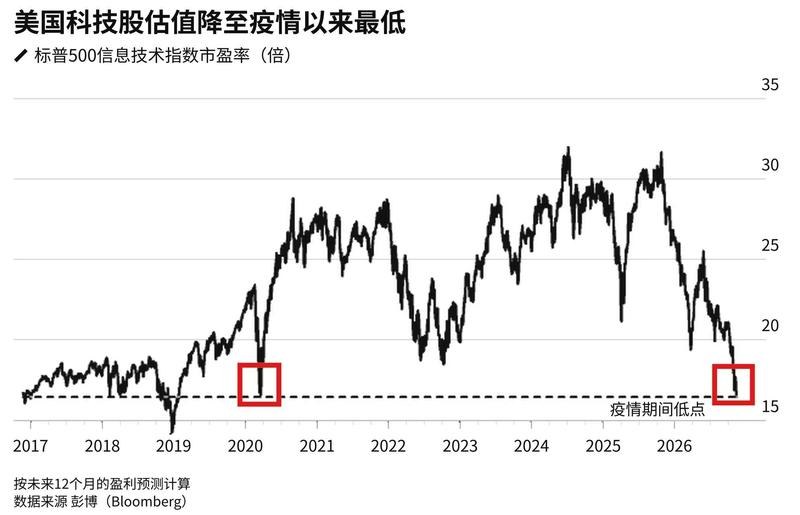 美国科技股估值降至疫情以来最低
标普500信息技术指数市盈率（倍）
35
30
25
20
15
疫情期间低点
2017 2018 2019 2020 2021 2022 2023 2024 2025 2026
按未来12个月的盈利预测计算
数据来源 彭博（Bloomberg）